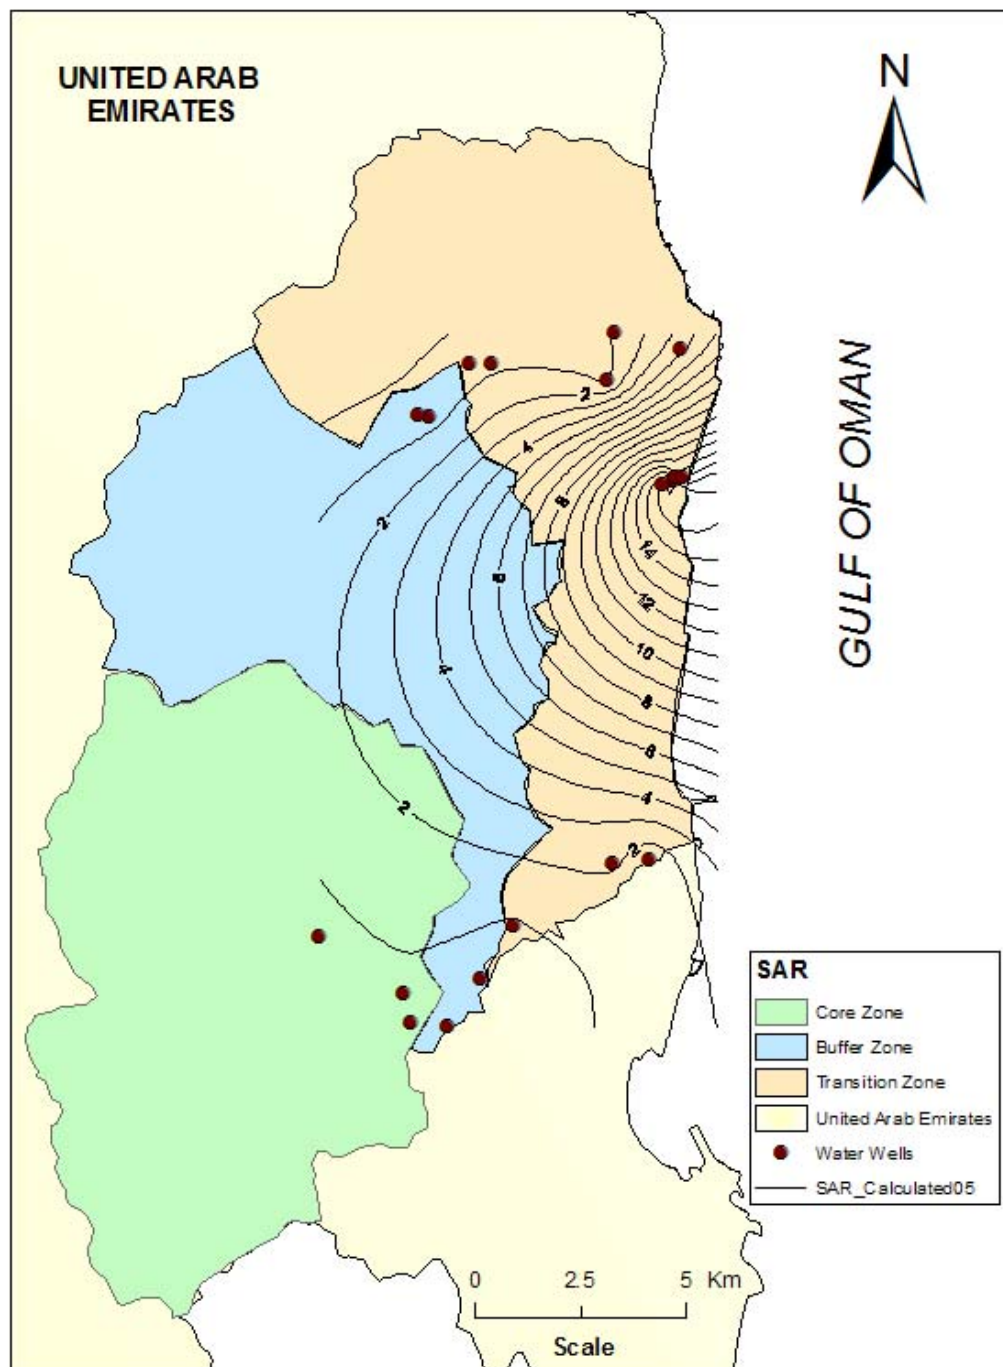 UNITED ARAB
EMIRATES
N
GULF OF OMAN
2
4
8
2
6
14
12
10
4
8
6
4
2
2
SAR
Core Zone
Buffer Zone
Transition Zone
United Arab Emirates
Water Wells
SAR_Calculated05
0 2.5 5 Km
Scale